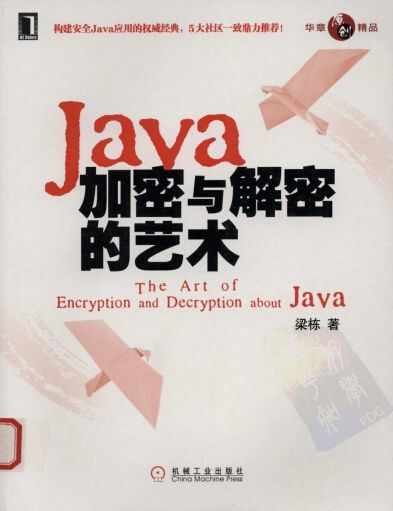 构建安全Java应用的权威经典，5大社区一致鼎力推荐！
华章 原创 精品
Java
加密与解密
的艺术
The Art of
Encryption and Decryption about Java
梁栋 著
PDG
机械工业出版社
China Machine Press